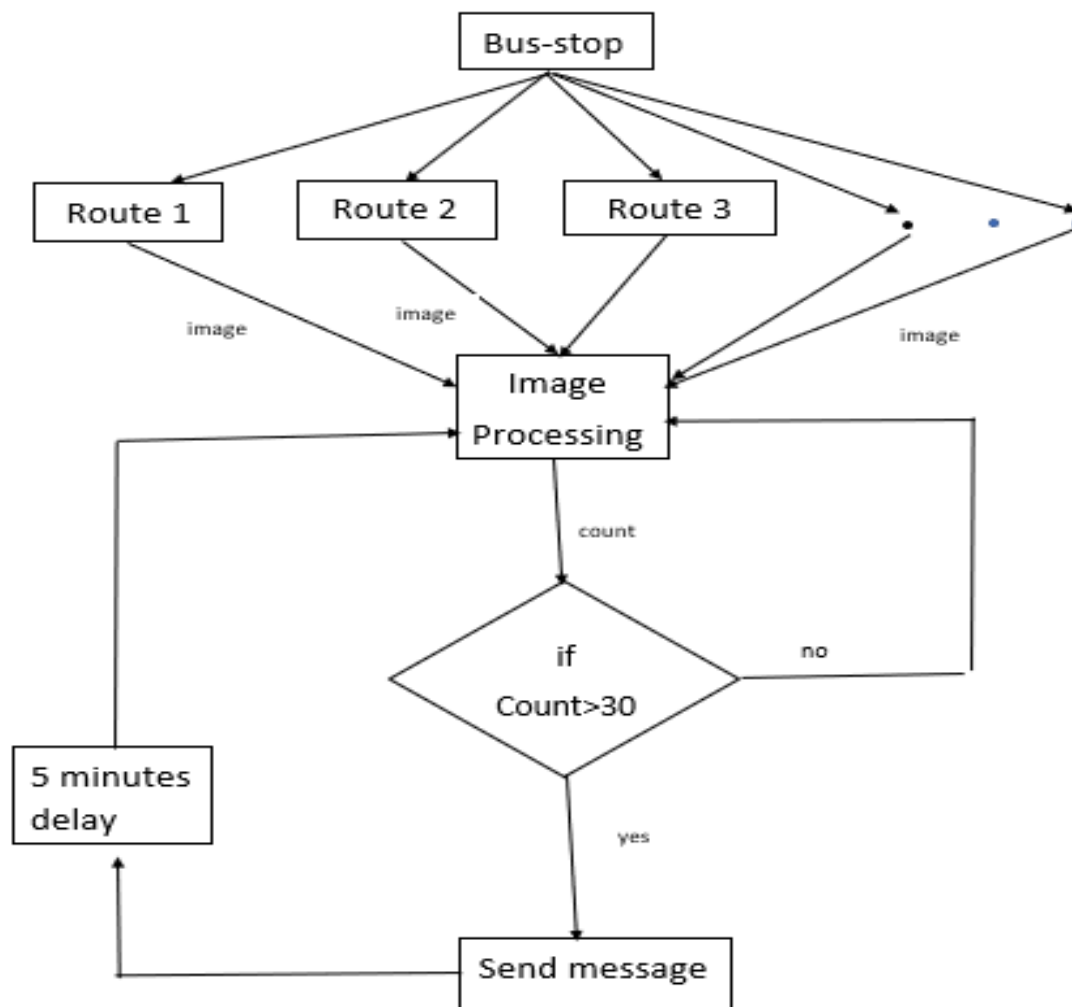 Bus-stop
Route 1
Route 2
Route 3
image
image
image
Image
Processing
count
if
Count>30
no
5 minutes
delay
yes
Send message